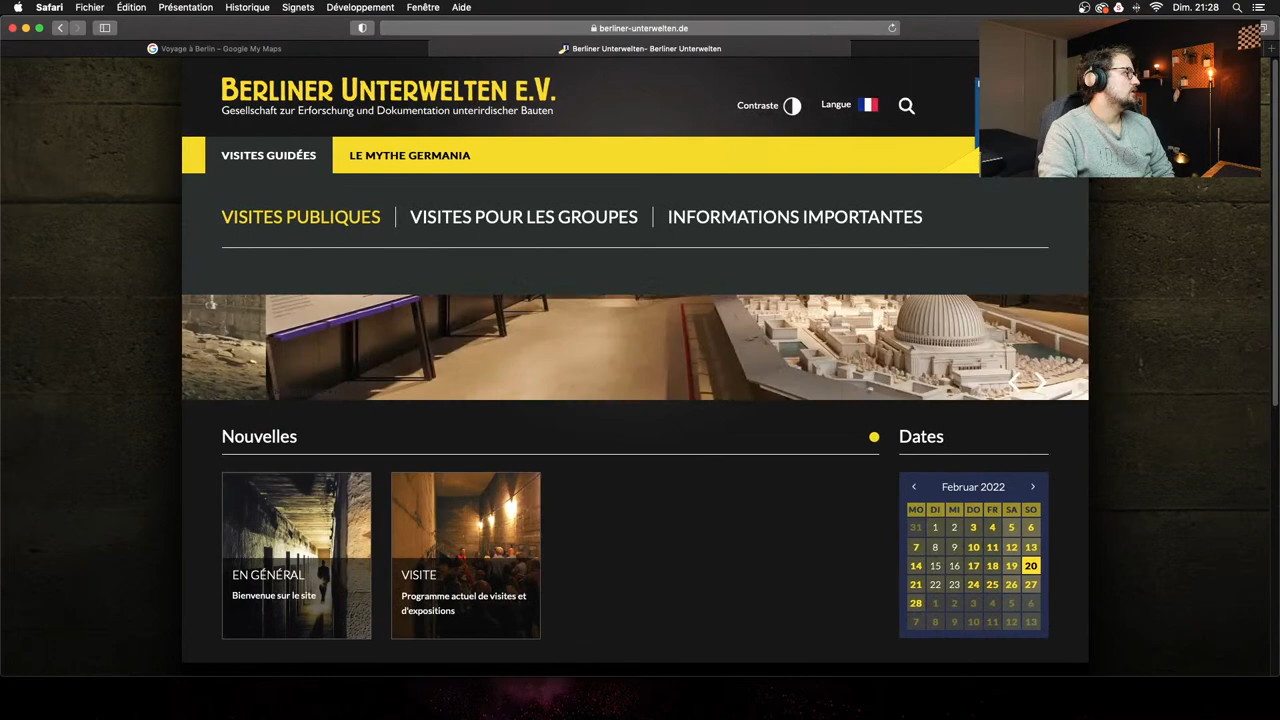 Safari Fichier Édition Présentation Historique Signets Développement Fenêtre Aide Dim. 21:28
berliner-unterwelten.de
Voyage à Berlin – Google My Maps Berliner Unterwelten- Berliner Unterwelten
BERLINER UNTERWELTEN E.V.
Gesellschaft zur Erforschung und Dokumentation unterirdischer Bauten
Contraste Langue
VISITES GUIDÉES LE MYTHE GERMANIA
VISITES PUBLIQUES VISITES POUR LES GROUPES INFORMATIONS IMPORTANTES
Nouvelles
EN GÉNÉRAL
Bienvenue sur le site
VISITE
Programme actuel de visites et
d'expositions
Dates
Februar 2022
MO DI MI DO FR SA SO
31 1 2 3 4 5 6
7 8 9 10 11 12 13
14 15 16 17 18 19 20
21 22 23 24 25 26 27
28 1 2 3 4 5 6
7 8 9 10 11 12 13